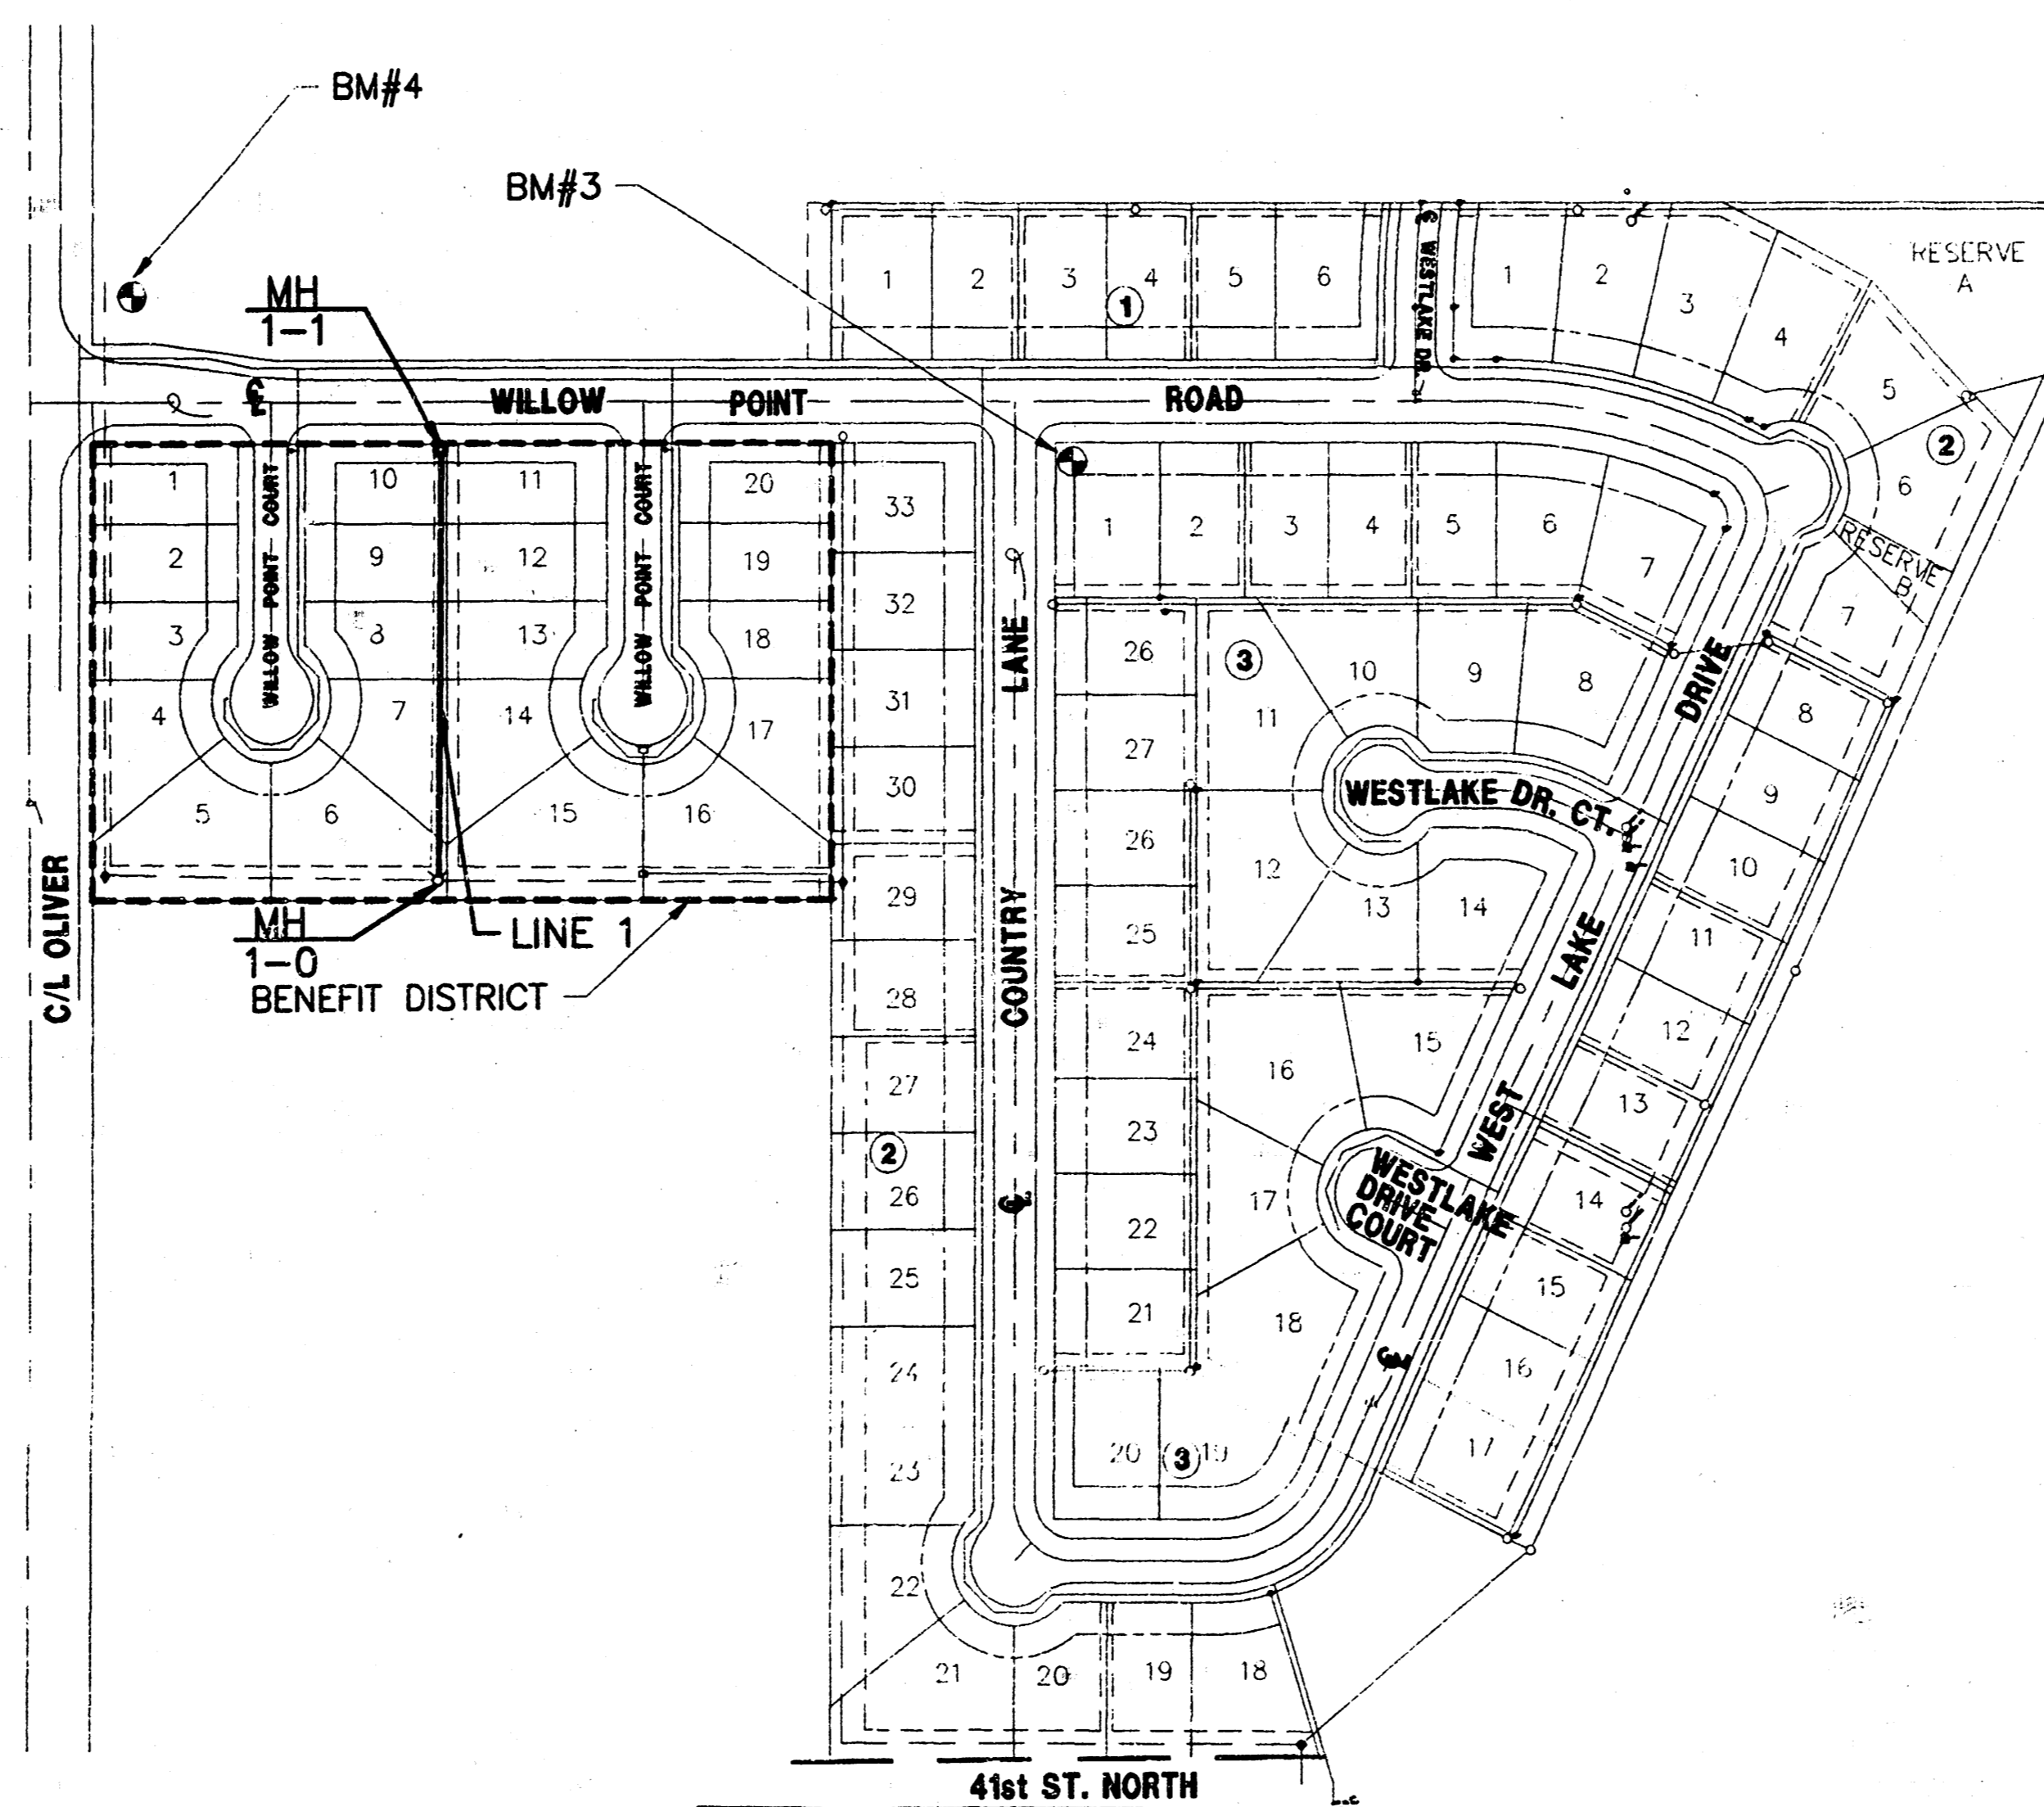 BM#4
BM#3
MH
1-1
RESERVE
A
1 2 3 4 5 6
1
℄ WESTLAKE DR.
1 2 3 4 5
2
6
RESERVE
B
7
℄ WILLOW POINT ROAD
1 10 11 20
2 9 12 19
3 8 13 18
4 7 14 17
5 6 15 16
WILLOW POINT COURT
WILLOW POINT COURT
33
32
31
30
29
28
27
2
26
25
24
23
22
21 20 19 18
C/L OLIVER
MH
1-0
LINE 1
BENEFIT DISTRICT
COUNTRY LANE
℄
1 2 3 4 5 6 7
3
26
27
26
25
24
23
22
21
20
3
19
10 9 8
11
12
13 14
15
16
17
18
WESTLAKE DR. CT.
WESTLAKE
DRIVE
COURT
WEST LAKE DRIVE
℄
8
9
10
11
12
13
14
15
16
17
41st ST. NORTH